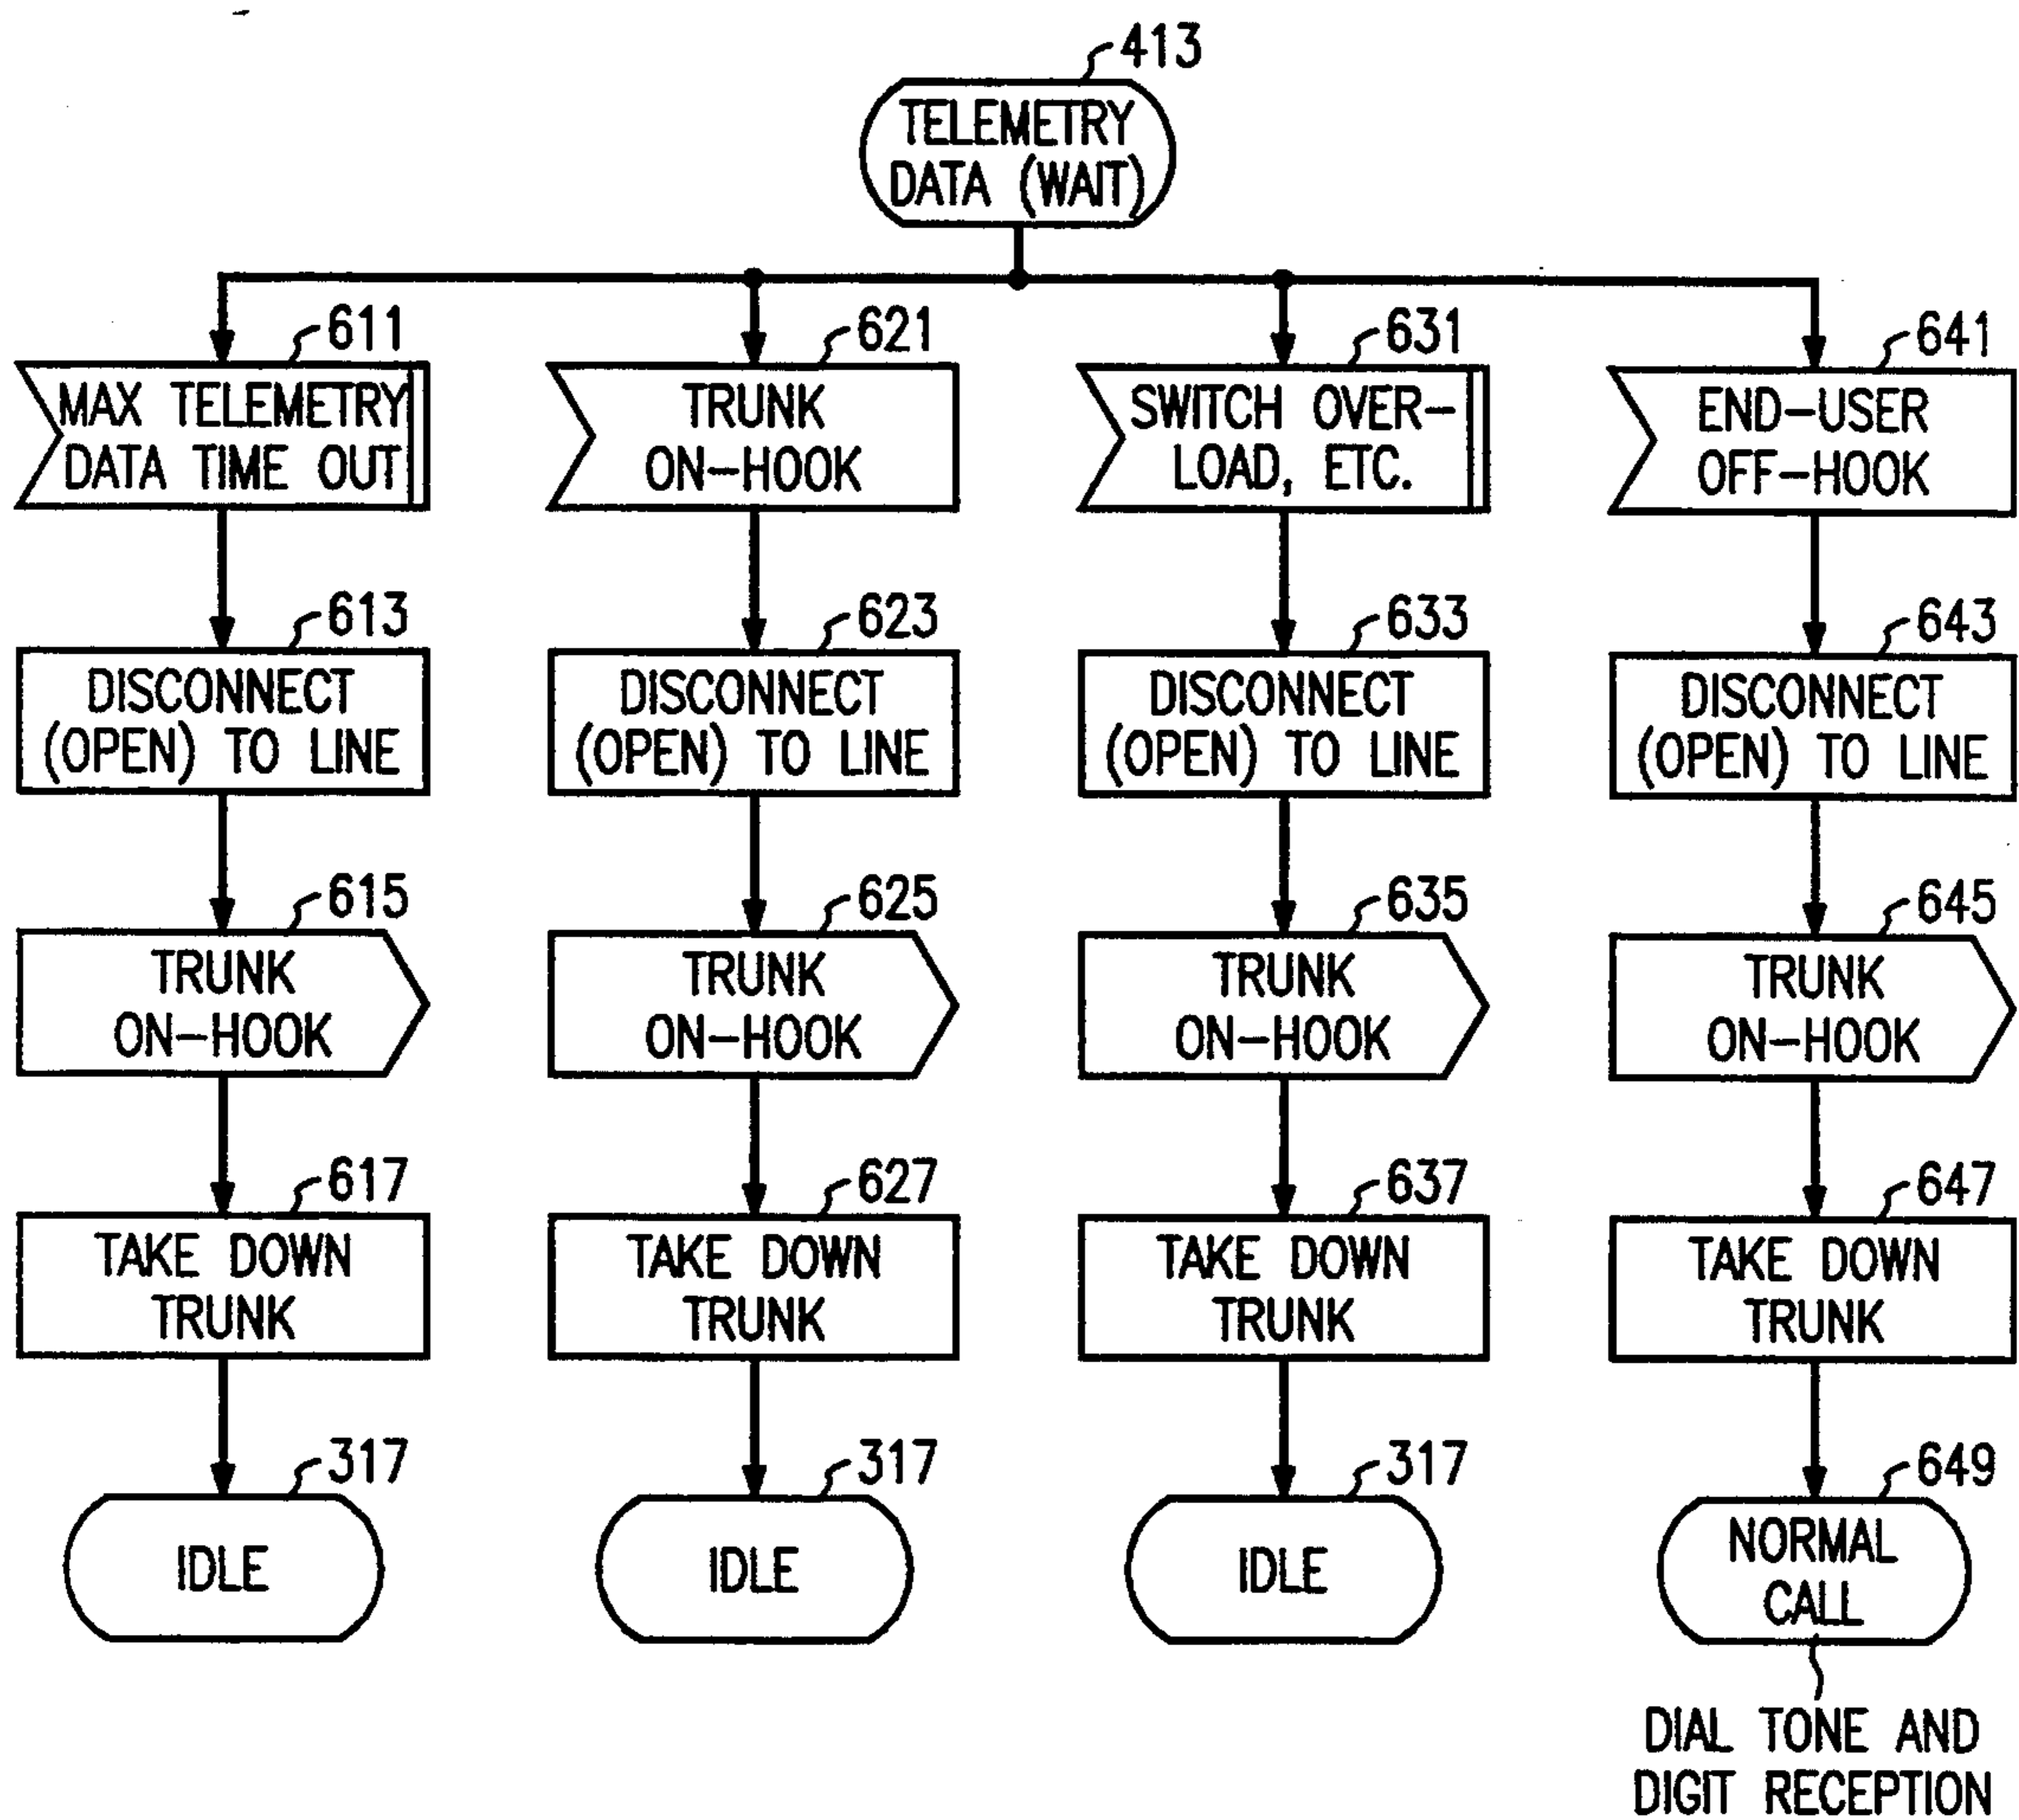 413
TELEMETRY
DATA (WAIT)
611
MAX TELEMETRY
DATA TIME OUT
621
TRUNK
ON-HOOK
631
SWITCH OVER-
LOAD, ETC.
641
END-USER
OFF-HOOK
613
DISCONNECT
(OPEN) TO LINE
623
DISCONNECT
(OPEN) TO LINE
633
DISCONNECT
(OPEN) TO LINE
643
DISCONNECT
(OPEN) TO LINE
615
TRUNK
ON-HOOK
625
TRUNK
ON-HOOK
635
TRUNK
ON-HOOK
645
TRUNK
ON-HOOK
617
TAKE DOWN
TRUNK
627
TAKE DOWN
TRUNK
637
TAKE DOWN
TRUNK
647
TAKE DOWN
TRUNK
317
IDLE
317
IDLE
317
IDLE
649
NORMAL
CALL
DIAL TONE AND
DIGIT RECEPTION